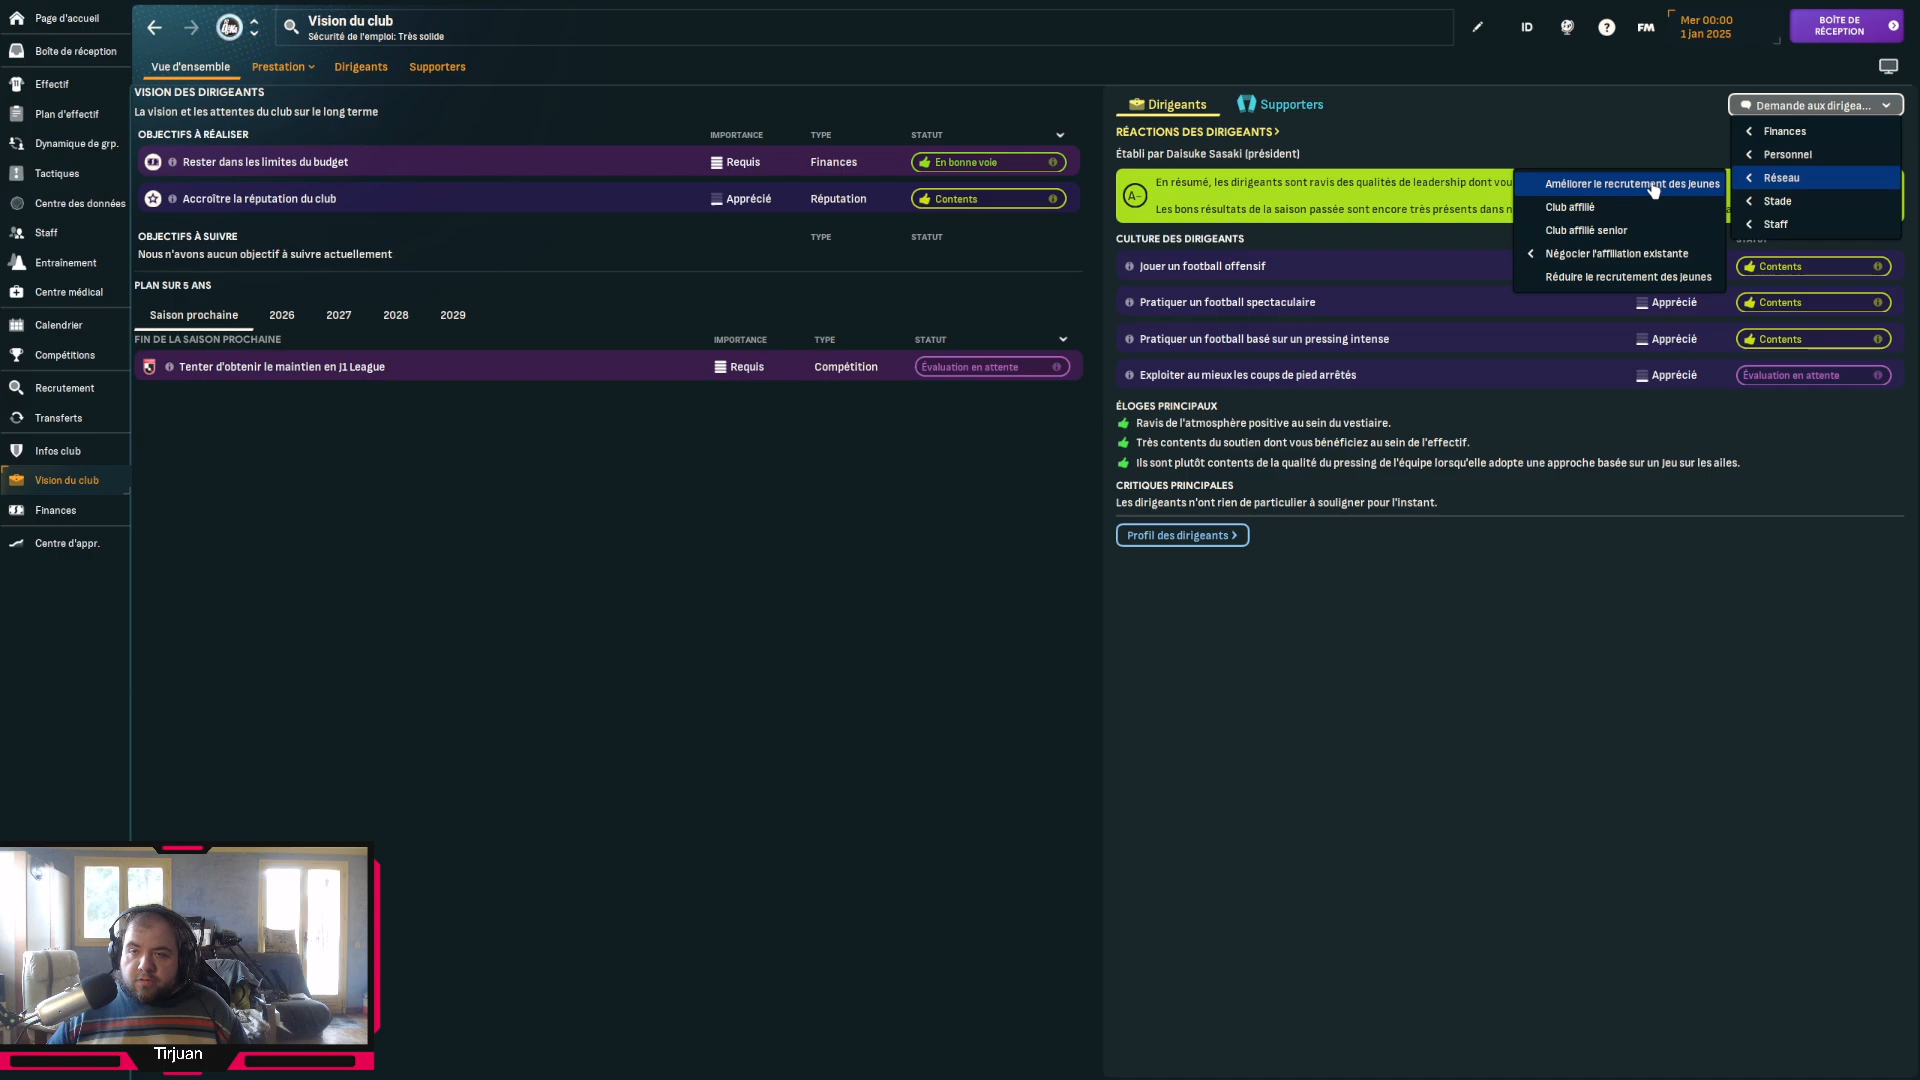 Page d'accueil
Boîte de réception
Effectif
Plan d'effectif
Dynamique de grp.
Tactiques
Centre des données
Staff
Entraînement
Centre médical
Calendrier
Compétitions
Recrutement
Transferts
Infos club
Vision du club
Finances
Centre d'appr.
Vision du club
Sécurité de l'emploi: Très solide
ID
?
FM
Mer 00:00
1 jan 2025
BOÎTE DE
RÉCEPTION
Vue d'ensemble
Prestation
Dirigeants
Supporters
VISION DES DIRIGEANTS
La vision et les attentes du club sur le long terme
OBJECTIFS À RÉALISER IMPORTANCE TYPE STATUT
Rester dans les limites du budget Requis Finances En bonne voie
Accroître la réputation du club Apprécié Réputation Contents
OBJECTIFS À SUIVRE TYPE STATUT
Nous n'avons aucun objectif à suivre actuellement
PLAN SUR 5 ANS
Saison prochaine 2026 2027 2028 2029
FIN DE LA SAISON PROCHAINE IMPORTANCE TYPE STATUT
Tenter d'obtenir le maintien en J1 League Requis Compétition Évaluation en attente
Dirigeants
Supporters
Demande aux dirigea...
RÉACTIONS DES DIRIGEANTS
Établi par Daisuke Sasaki (président)
A-
En résumé, les dirigeants sont ravis des qualités de leadership dont vou
Les bons résultats de la saison passée sont encore très présents dans n
Finances
Personnel
Réseau
Stade
Staff
Améliorer le recrutement des jeunes
Club affilié
Club affilié senior
Négocier l'affiliation existante
Réduire le recrutement des jeunes
CULTURE DES DIRIGEANTS
Jouer un football offensif Contents
Pratiquer un football spectaculaire Apprécié Contents
Pratiquer un football basé sur un pressing intense Apprécié Contents
Exploiter au mieux les coups de pied arrêtés Apprécié Évaluation en attente
ÉLOGES PRINCIPAUX
Ravis de l'atmosphère positive au sein du vestiaire.
Très contents du soutien dont vous bénéficiez au sein de l'effectif.
Ils sont plutôt contents de la qualité du pressing de l'équipe lorsqu'elle adopte une approche basée sur un jeu sur les ailes.
CRITIQUES PRINCIPALES
Les dirigeants n'ont rien de particulier à souligner pour l'instant.
Profil des dirigeants
Tirjuan